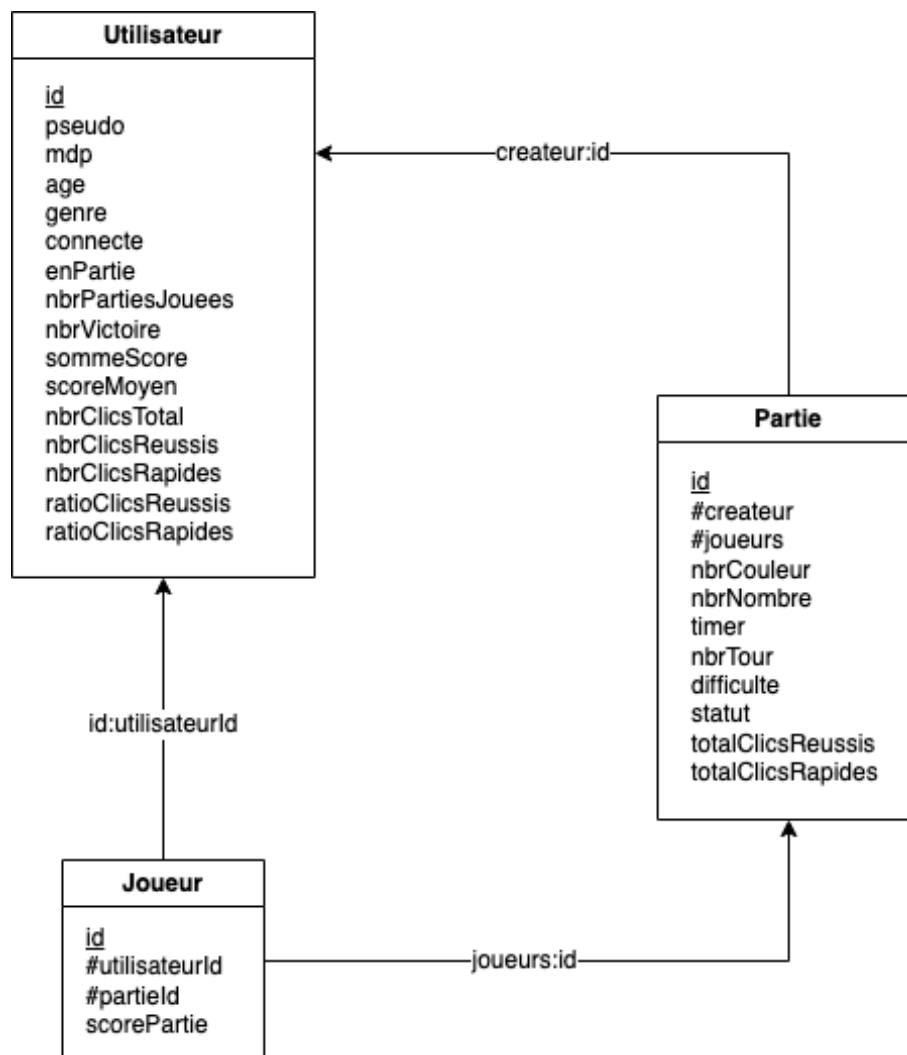 Utilisateur
id
pseudo
mdp
age
genre
connecte
enPartie
nbrPartiesJouees
nbrVictoire
sommeScore
scoreMoyen
nbrClicsTotal
nbrClicsReussis
nbrClicsRapides
ratioClicsReussis
ratioClicsRapides
createur:id
Partie
id
#createur
#joueurs
nbrCouleur
nbrNombre
timer
nbrTour
difficulte
statut
totalClicsReussis
totalClicsRapides
id:utilisateurId
Joueur
id
#utilisateurId
#partieId
scorePartie
joueurs:id